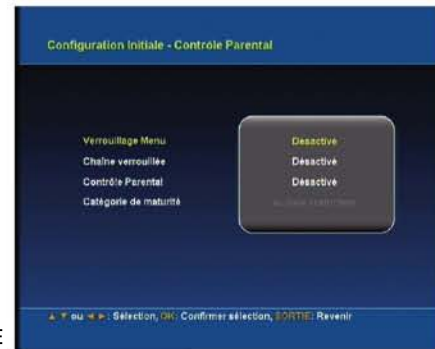 Configuration Initiale - Contrôle Parental
Verrouillage Menu Désactivé
Chaîne verrouillée Désactivé
Contrôle Parental Désactivé
Catégorie de maturité
▲ ▼ ou ◄ ►: Sélection, OK: Confirmer sélection, SORTIE: Revenir
E